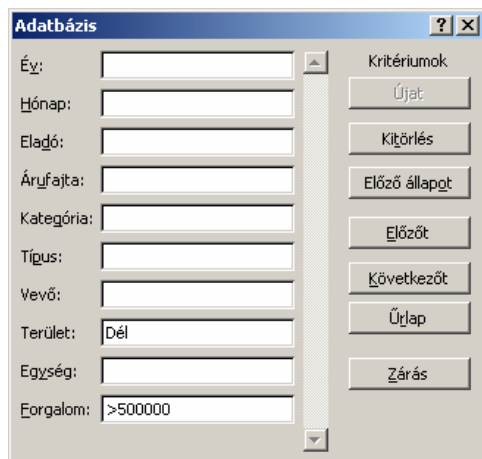 Adatbázis
Év:
Hónap:
Eladó:
Árufajta:
Kategória:
Típus:
Vevő:
Terület: Dél
Egység:
Forgalom: >500000
Kritériumok
Újat
Kitörlés
Előző állapot
Előzőt
Következőt
Űrlap
Zárás